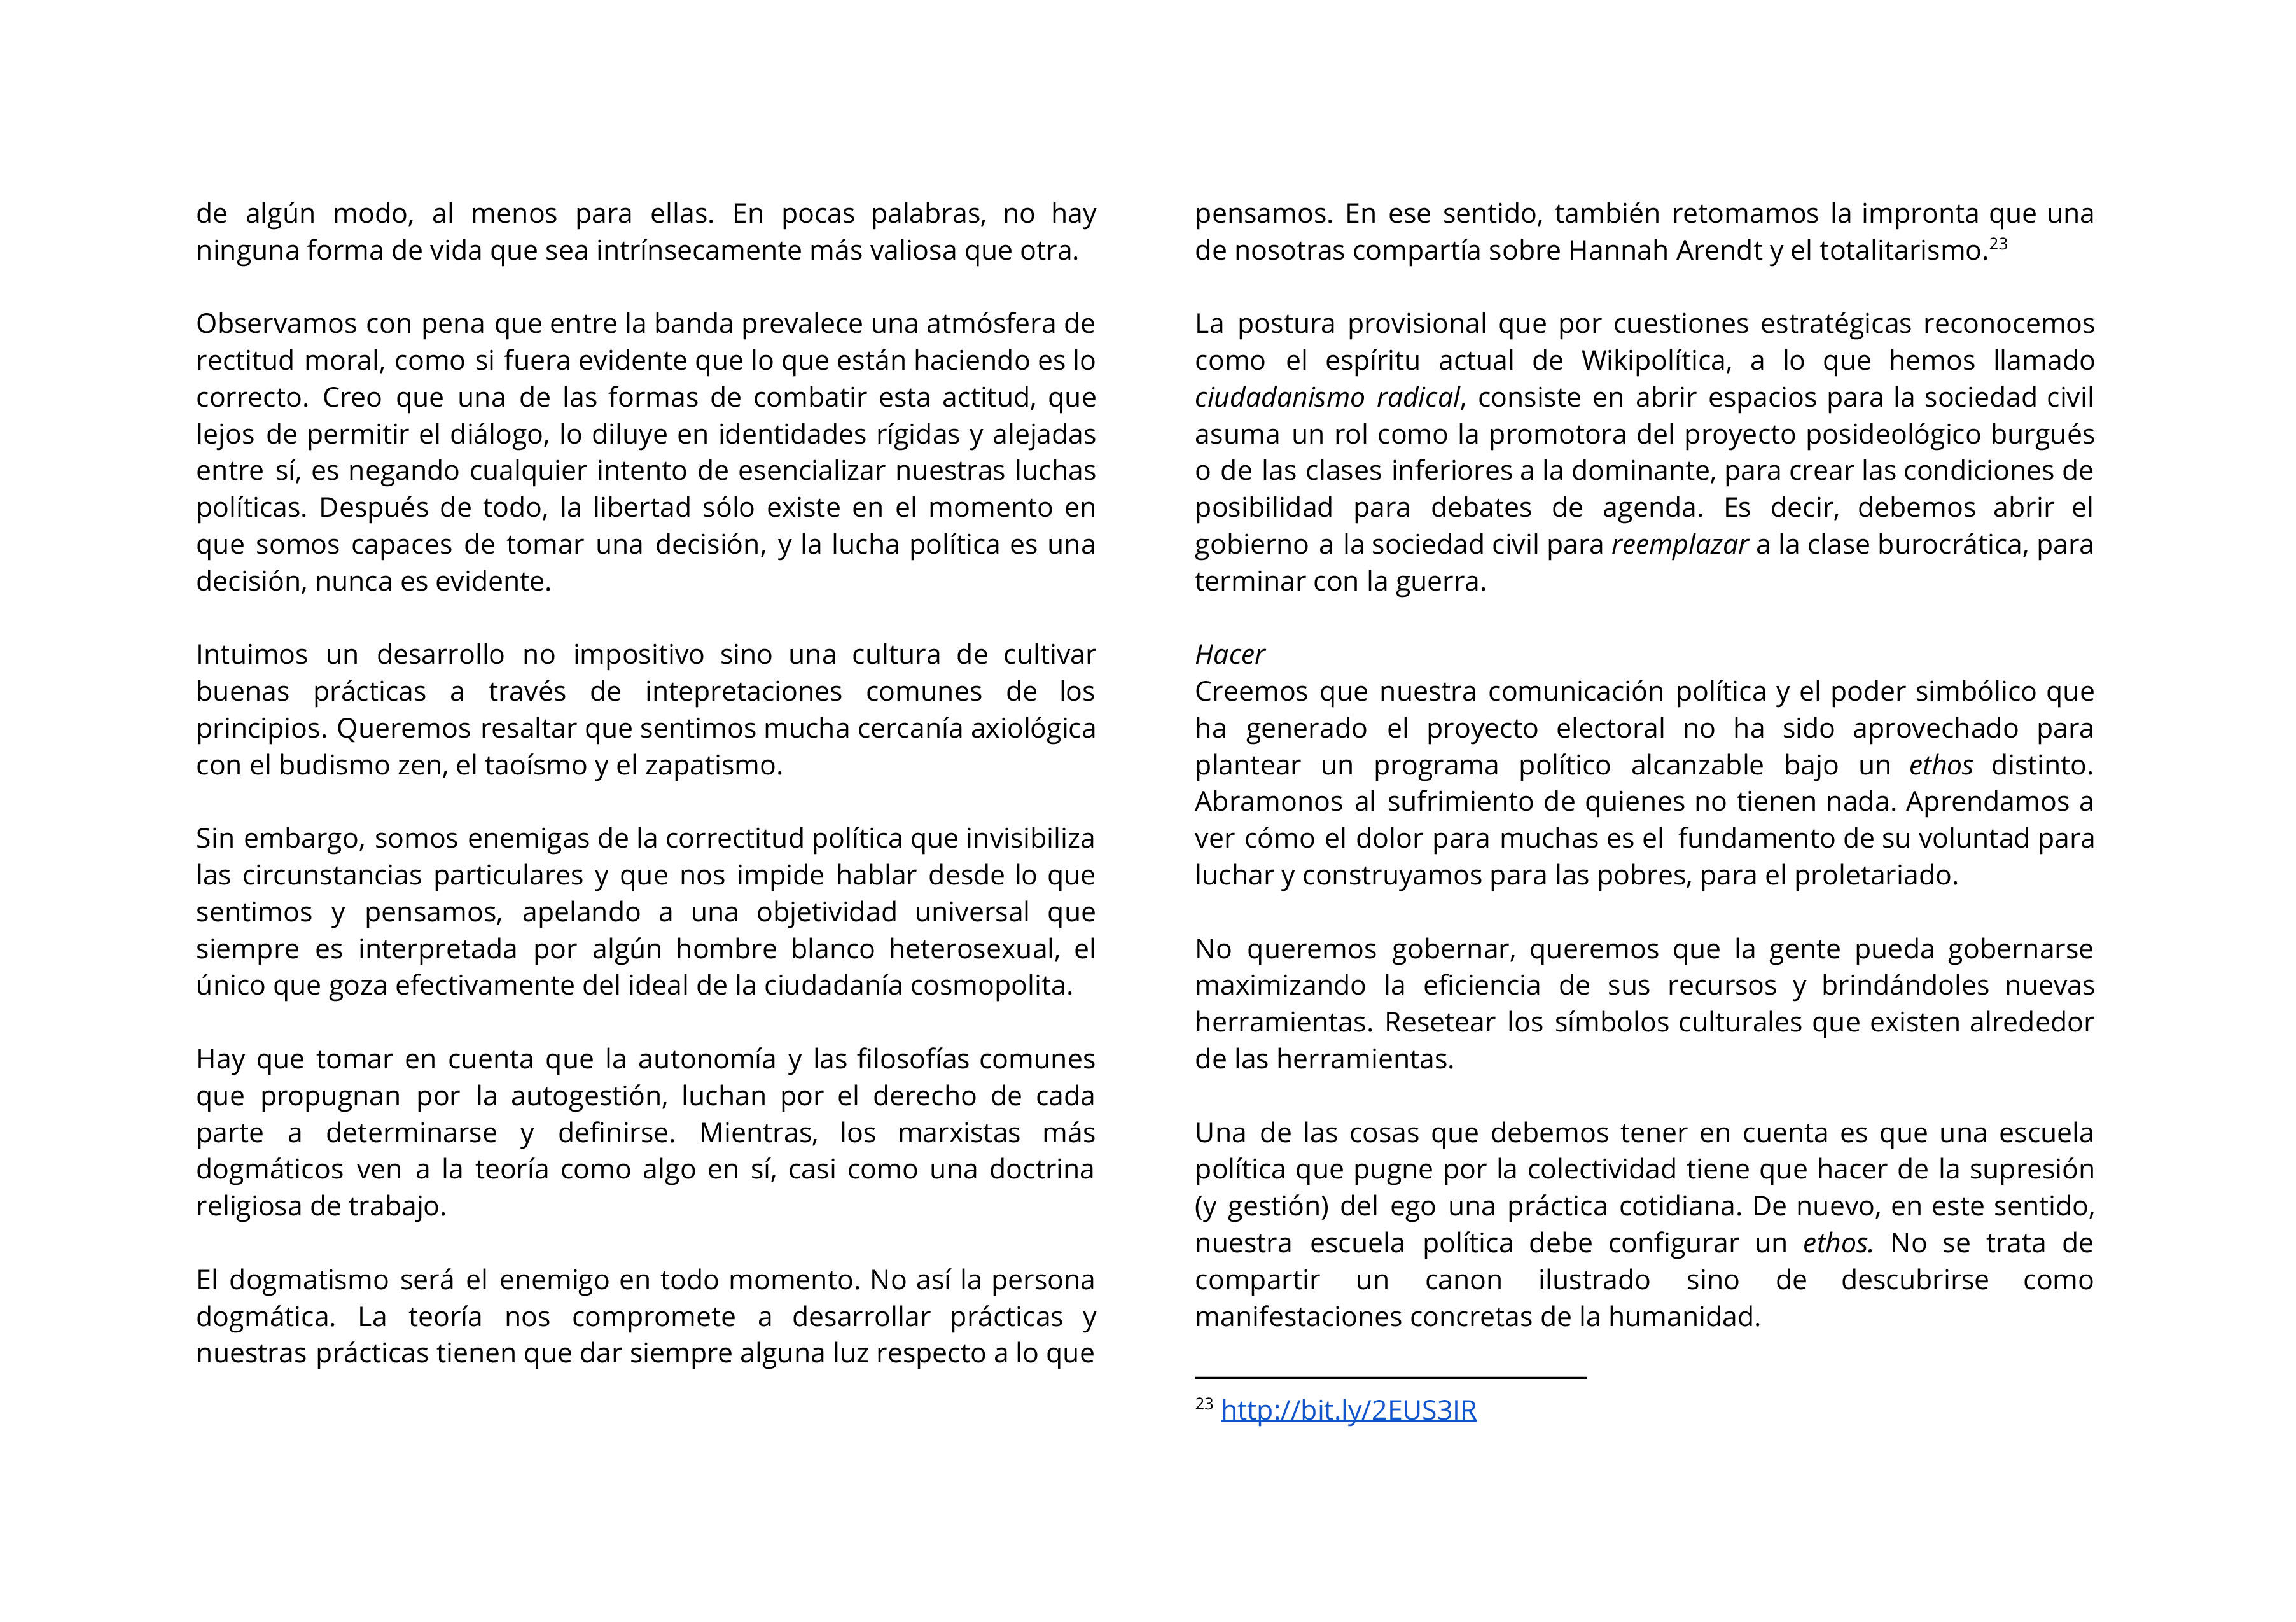 de algún modo, al menos para ellas. En pocas palabras, no hay
ninguna forma de vida que sea intrínsecamente más valiosa que otra.
Observamos con pena que entre la banda prevalece una atmósfera de
rectitud moral, como si fuera evidente que lo que están haciendo es lo
correcto. Creo que una de las formas de combatir esta actitud, que
lejos de permitir el diálogo, lo diluye en identidades rígidas y alejadas
entre sí, es negando cualquier intento de esencializar nuestras luchas
políticas. Después de todo, la libertad sólo existe en el momento en
que somos capaces de tomar una decisión, y la lucha política es una
decisión, nunca es evidente.
Intuimos un desarrollo no impositivo sino una cultura de cultivar
buenas prácticas a través de intepretaciones comunes de los
principios. Queremos resaltar que sentimos mucha cercanía axiológica
con el budismo zen, el taoísmo y el zapatismo.
Sin embargo, somos enemigas de la correctitud política que invisibiliza
las circunstancias particulares y que nos impide hablar desde lo que
sentimos y pensamos, apelando a una objetividad universal que
siempre es interpretada por algún hombre blanco heterosexual, el
único que goza efectivamente del ideal de la ciudadanía cosmopolita.
Hay que tomar en cuenta que la autonomía y las filosofías comunes
que propugnan por la autogestión, luchan por el derecho de cada
parte a determinarse y definirse. Mientras, los marxistas más
dogmáticos ven a la teoría como algo en sí, casi como una doctrina
religiosa de trabajo.
El dogmatismo será el enemigo en todo momento. No así la persona
dogmática. La teoría nos compromete a desarrollar prácticas y
nuestras prácticas tienen que dar siempre alguna luz respecto a lo que
pensamos. En ese sentido, también retomamos la impronta que una
de nosotras compartía sobre Hannah Arendt y el totalitarismo.23
La postura provisional que por cuestiones estratégicas reconocemos
como el espíritu actual de Wikipolítica, a lo que hemos llamado
ciudadanismo radical, consiste en abrir espacios para la sociedad civil
asuma un rol como la promotora del proyecto posideológico burgués
o de las clases inferiores a la dominante, para crear las condiciones de
posibilidad para debates de agenda. Es decir, debemos abrir el
gobierno a la sociedad civil para reemplazar a la clase burocrática, para
terminar con la guerra.
Hacer
Creemos que nuestra comunicación política y el poder simbólico que
ha generado el proyecto electoral no ha sido aprovechado para
plantear un programa político alcanzable bajo un ethos distinto.
Abramonos al sufrimiento de quienes no tienen nada. Aprendamos a
ver cómo el dolor para muchas es el fundamento de su voluntad para
luchar y construyamos para las pobres, para el proletariado.
No queremos gobernar, queremos que la gente pueda gobernarse
maximizando la eficiencia de sus recursos y brindándoles nuevas
herramientas. Resetear los símbolos culturales que existen alrededor
de las herramientas.
Una de las cosas que debemos tener en cuenta es que una escuela
política que pugne por la colectividad tiene que hacer de la supresión
(y gestión) del ego una práctica cotidiana. De nuevo, en este sentido,
nuestra escuela política debe configurar un ethos. No se trata de
compartir un canon ilustrado sino de descubrirse como
manifestaciones concretas de la humanidad.
23 http://bit.ly/2EUS3IR